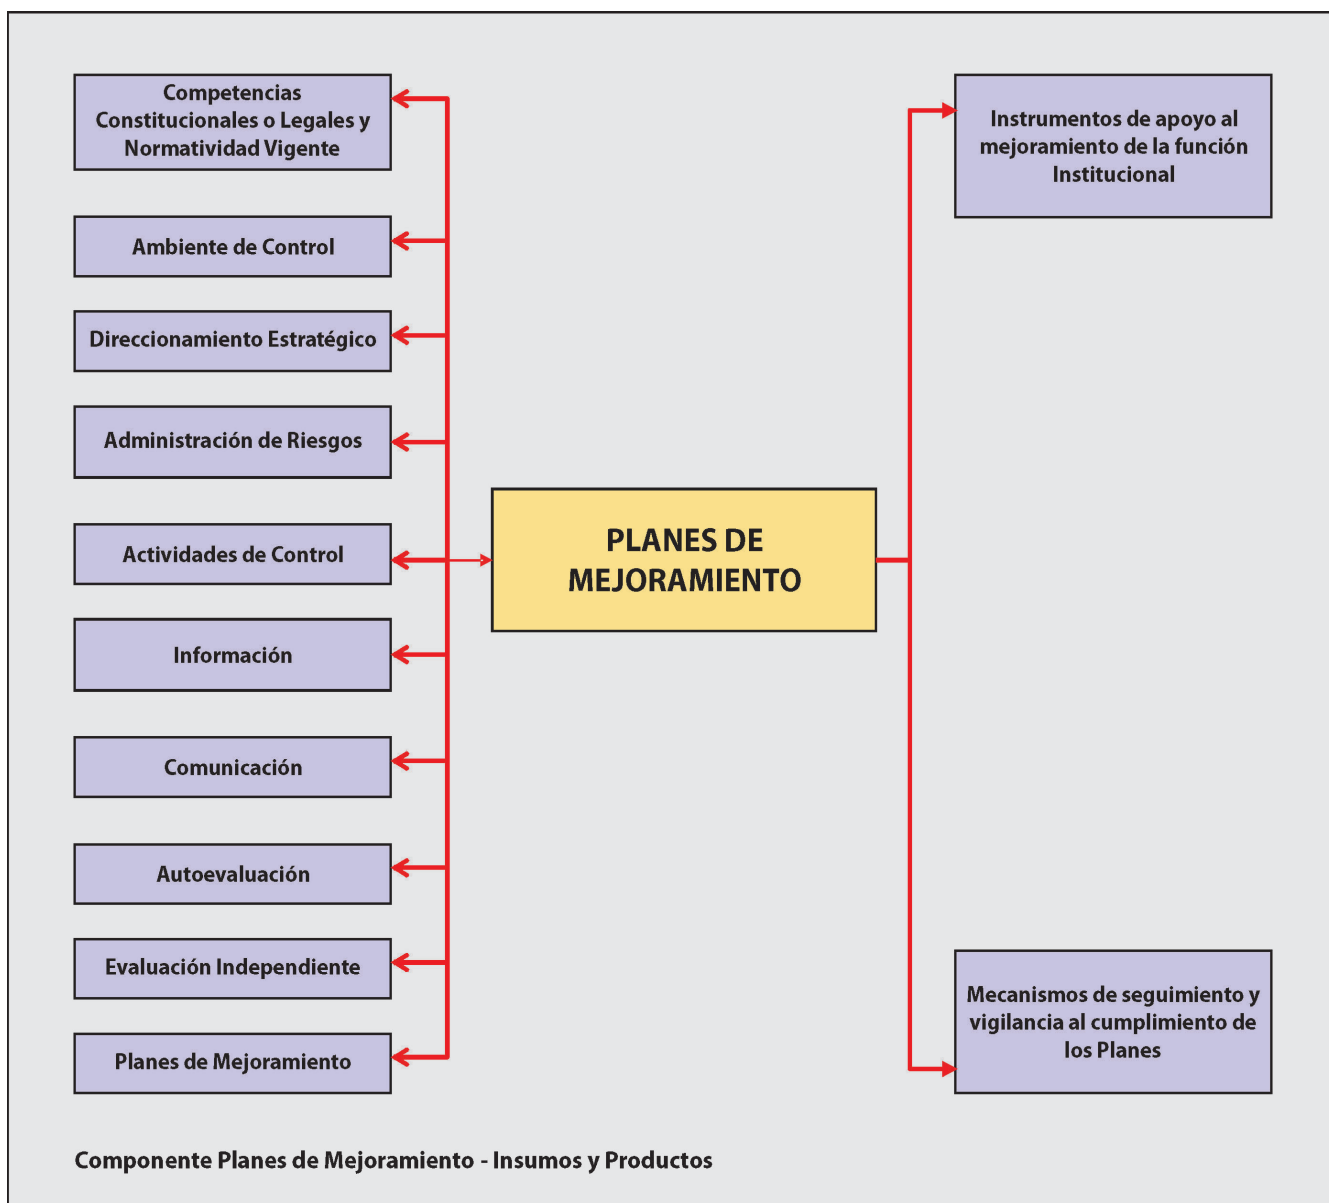 Competencias
Constitucionales o Legales y
Normatividad Vigente
Ambiente de Control
Direccionamiento Estratégico
Administración de Riesgos
Actividades de Control
Información
Comunicación
Autoevaluación
Evaluación Independiente
Planes de Mejoramiento
PLANES DE
MEJORAMIENTO
Instrumentos de apoyo al
mejoramiento de la función
Institucional
Mecanismos de seguimiento y
vigilancia al cumplimiento de
los Planes
Componente Planes de Mejoramiento - Insumos y Productos